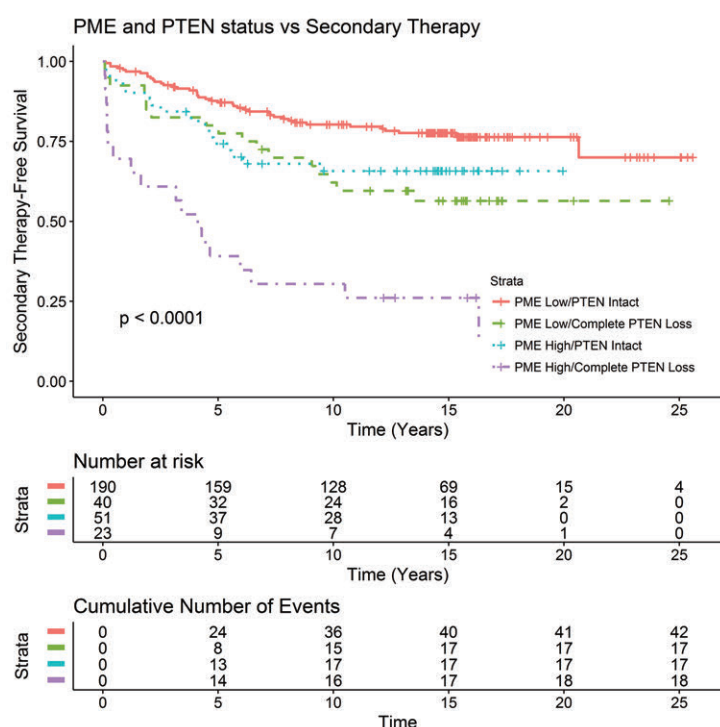 PME and PTEN status vs Secondary Therapy
Secondary Therapy-Free Survival
1.00
0.75
0.50
0.25
0.00
p < 0.0001
Strata
PME Low/PTEN Intact
PME Low/Complete PTEN Loss
PME High/PTEN Intact
PME High/Complete PTEN Loss
0 5 10 15 20 25
Time (Years)
Number at risk
Strata
190 159 128 69 15 4
40 32 24 16 2 0
51 37 28 13 0 0
23 9 7 4 1 0
0 5 10 15 20 25
Time (Years)
Cumulative Number of Events
Strata
0 24 36 40 41 42
0 8 15 17 17 17
0 13 17 17 17 17
0 14 16 17 18 18
0 5 10 15 20 25
Time